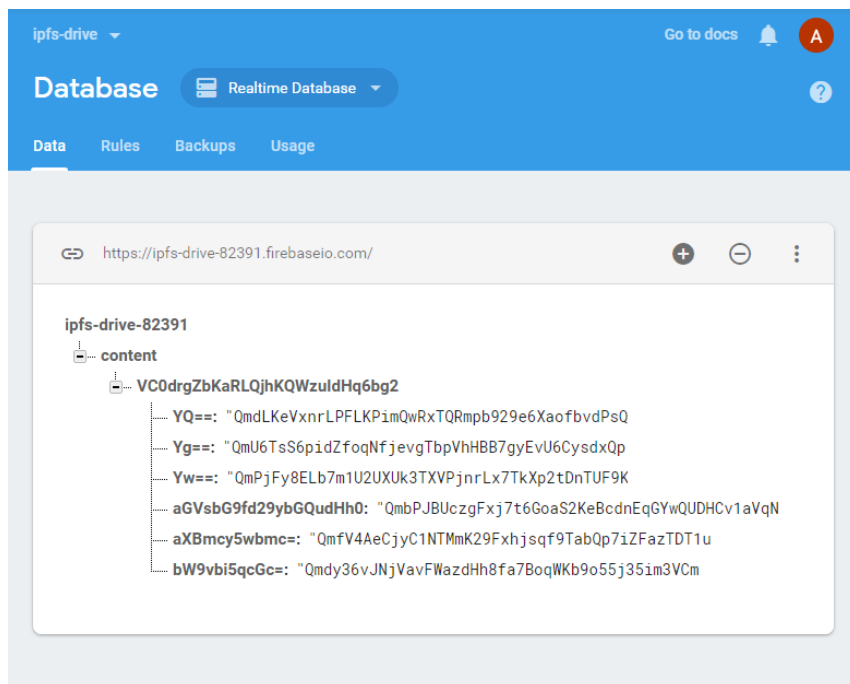 ipfs-drive Go to docs A
Database Realtime Database ?
Data Rules Backups Usage
https://ipfs-drive-82391.firebaseio.com/
ipfs-drive-82391
content
VC0drgZbKaRLQjhKQWzuldHq6bg2
YQ==: "QmdLKeVxnrLPFLKPimQwRxTQRmpb929e6XaofbvdPsQ
Yg==: "QmU6TsS6pidZfoqNfjevgTbpVhHBB7gyEvU6CysdxQp
Yw==: "QmPjFy8ELb7m1U2UXUk3TXVPjnrLx7TkXp2tDnTUF9K
aGVsbG9fd29ybGQudHh0: "QmbPJBUczgFxj7t6GoaS2KeBcdnEqGYwQUDHCv1aVqN
aXBmcy5wbmc=: "QmfV4AeCjyC1NTMmK29Fxhjsqf9TabQp7iZFazTDT1u
bW9vbi5qcGc=: "Qmdy36vJNjVavFWazdHh8fa7BoqWKb9o55j35im3VCm